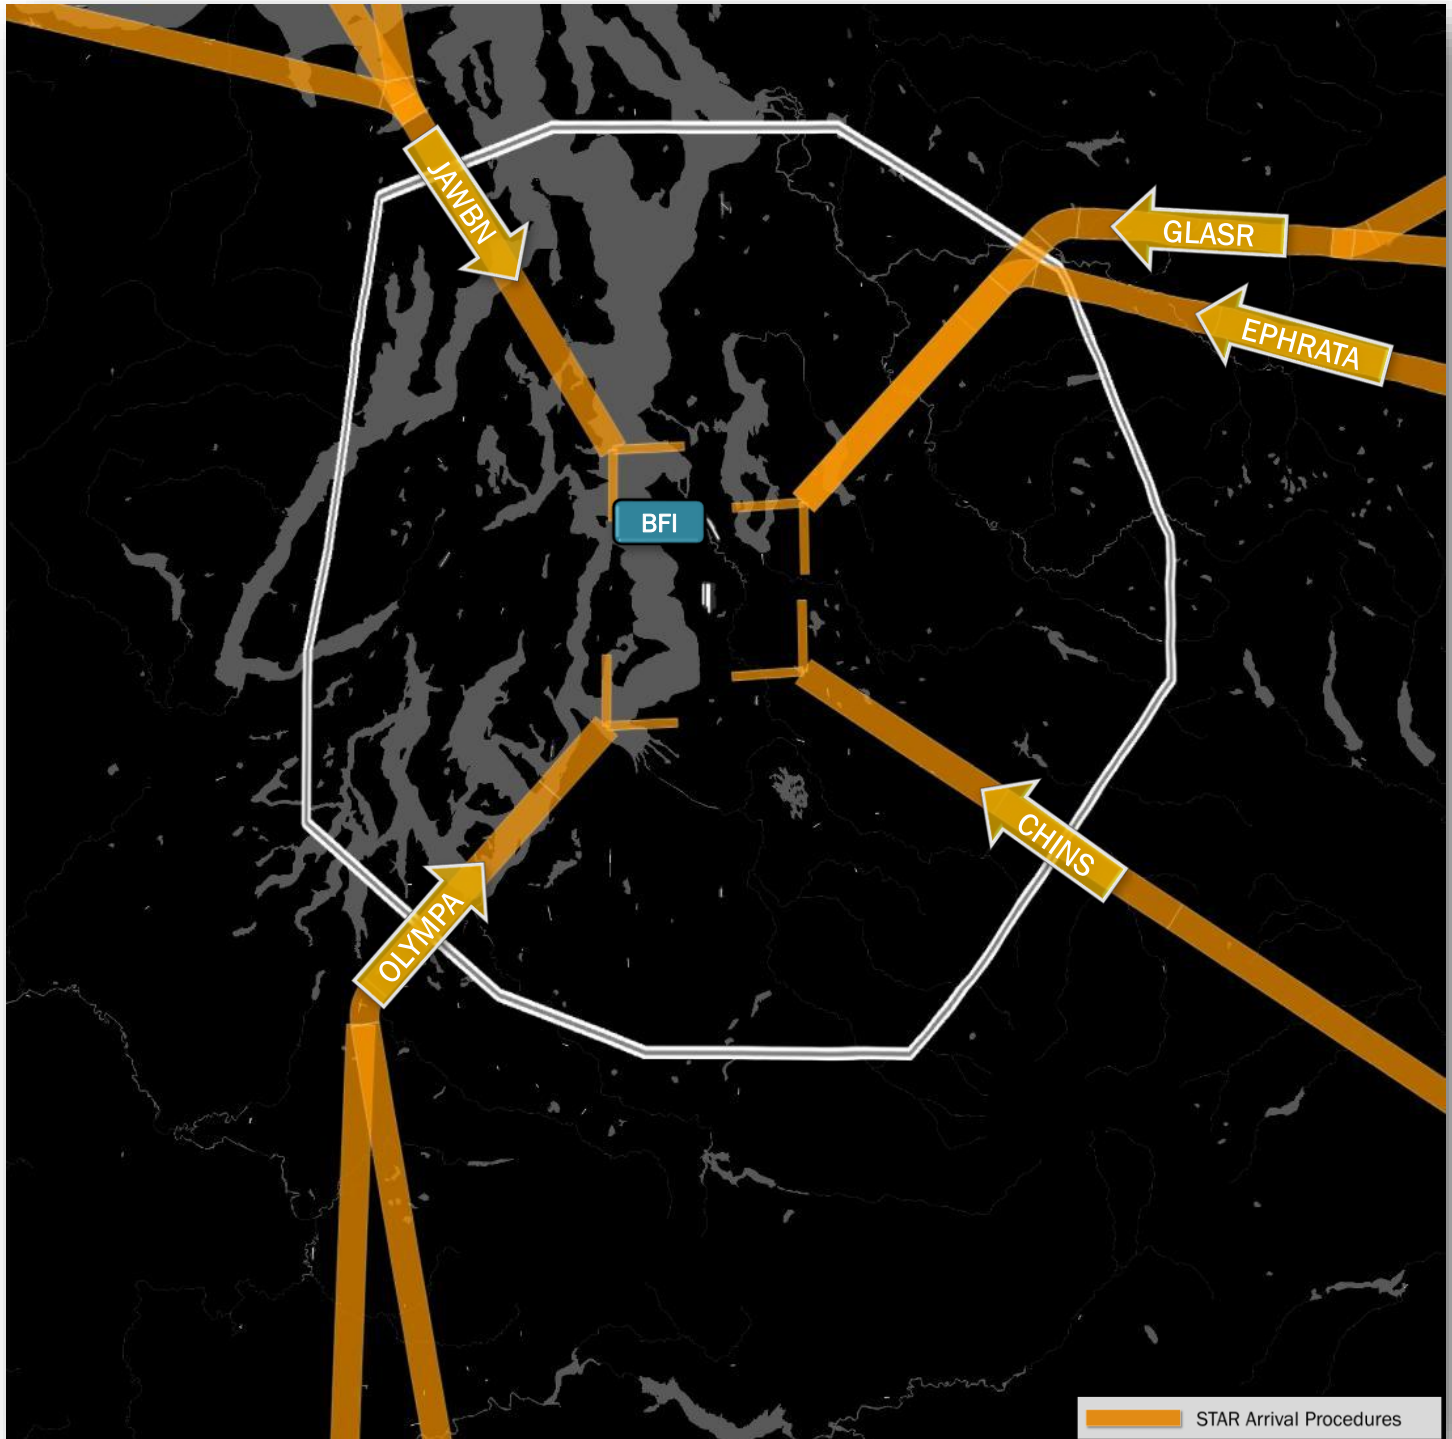 JAWBN
GLASR
EPHRATA
BFI
CHINS
OLYMPA
STAR Arrival Procedures